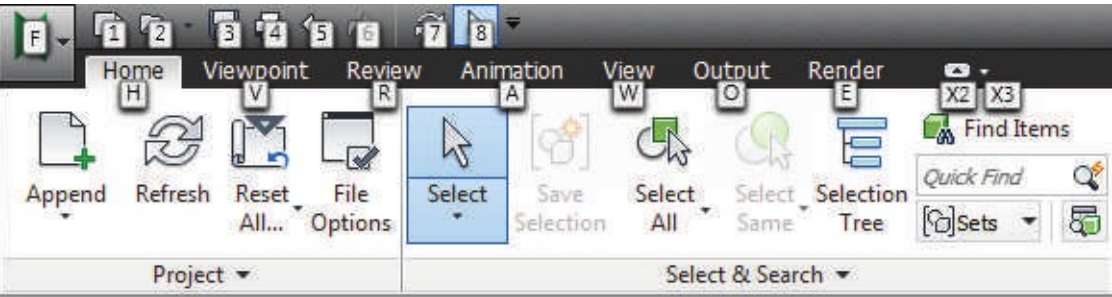 F 1 2 3 4 5 6 7 8
Home Viewpoint Review Animation View Output Render
H V R A W O E X2 X3
Append Refresh Reset All... File Options Select Save Selection Select All Select Same Selection Tree
Find Items
Quick Find
Sets
Project Select & Search